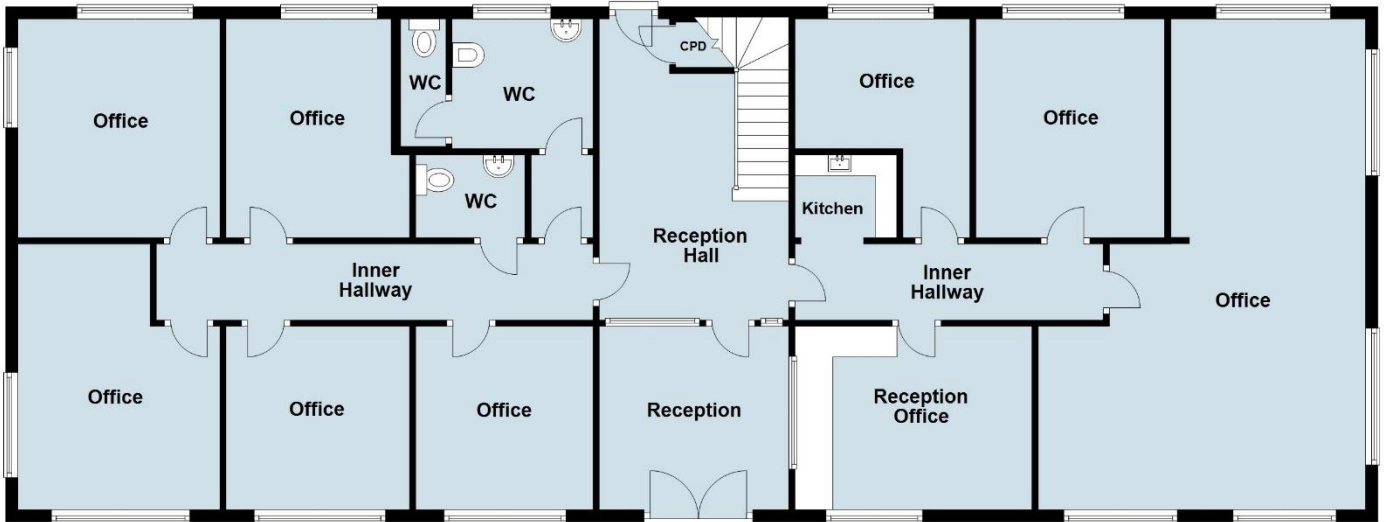 Office
Office
WC
WC
CPD
Office
Office
WC
Kitchen
Reception
Hall
Inner
Hallway
Inner
Hallway
Office
Office
Office
Office
Reception
Reception
Office